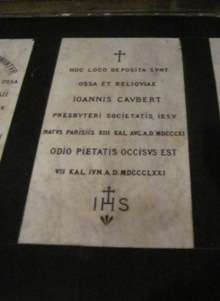 HOC LOCO DEPOSITA SVNT
OSSA ET RELIQVIAE
IOANNIS CAVBERT
PRESBYTERI SOCIETATIS IESV
NATVS PARISIIS XIII KAL. AVG. A.D. MDCCCXI
ODIO PIETATIS OCCISVS EST
VII KAL. IVN. A.D. MDCCCLXXI
IHS